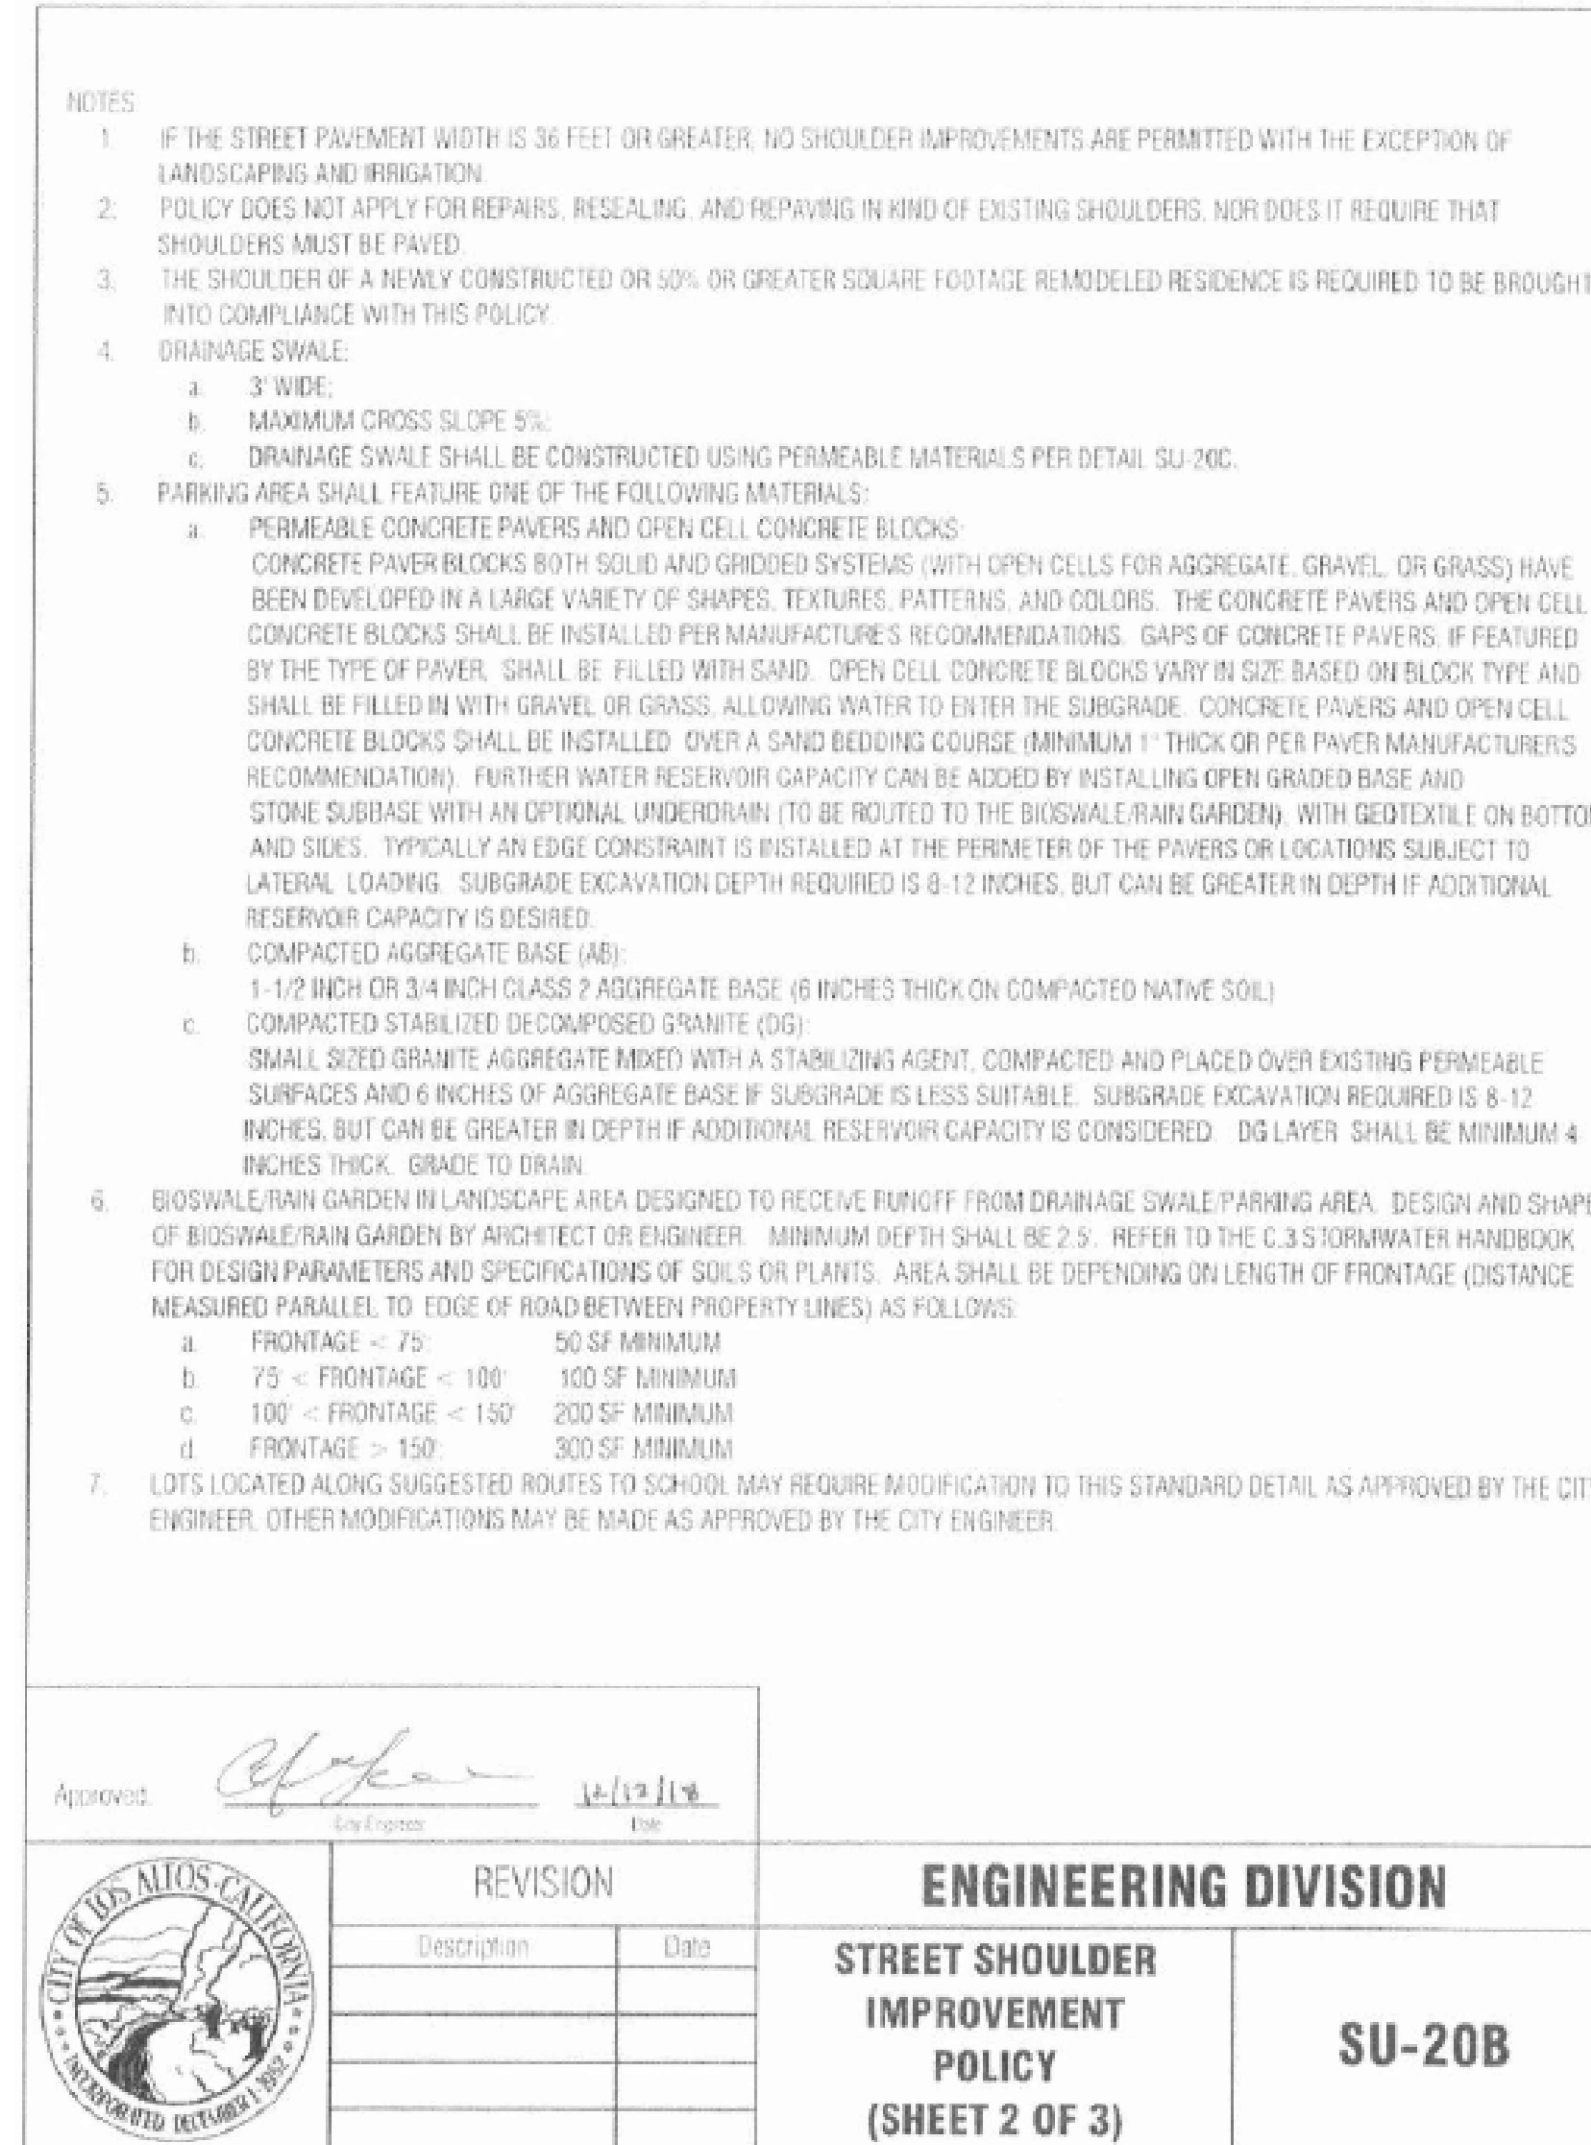 NOTES
1. IF THE STREET PAVEMENT WIDTH IS 36 FEET OR GREATER, NO SHOULDER IMPROVEMENTS ARE PERMITTED WITH THE EXCEPTION OF
LANDSCAPING AND IRRIGATION.
2. POLICY DOES NOT APPLY FOR REPAIRS, RESEALING, AND REPAVING IN KIND OF EXISTING SHOULDERS, NOR DOES IT REQUIRE THAT
SHOULDERS MUST BE PAVED.
3. THE SHOULDER OF A NEWLY CONSTRUCTED OR 50% OR GREATER SQUARE FOOTAGE REMODELED RESIDENCE IS REQUIRED TO BE BROUGHT
INTO COMPLIANCE WITH THIS POLICY.
4. DRAINAGE SWALE:
a. 3' WIDE;
b. MAXIMUM CROSS SLOPE 5%;
c. DRAINAGE SWALE SHALL BE CONSTRUCTED USING PERMEABLE MATERIALS PER DETAIL SU-20C.
5. PARKING AREA SHALL FEATURE ONE OF THE FOLLOWING MATERIALS:
a. PERMEABLE CONCRETE PAVERS AND OPEN CELL CONCRETE BLOCKS:
CONCRETE PAVER BLOCKS BOTH SOLID AND GRIDDED SYSTEMS (WITH OPEN CELLS FOR AGGREGATE, GRAVEL, OR GRASS) HAVE
BEEN DEVELOPED IN A LARGE VARIETY OF SHAPES, TEXTURES, PATTERNS, AND COLORS. THE CONCRETE PAVERS AND OPEN CELL
CONCRETE BLOCKS SHALL BE INSTALLED PER MANUFACTURE'S RECOMMENDATIONS. GAPS OF CONCRETE PAVERS, IF FEATURED
BY THE TYPE OF PAVER, SHALL BE FILLED WITH SAND. OPEN CELL CONCRETE BLOCKS VARY IN SIZE BASED ON BLOCK TYPE AND
SHALL BE FILLED IN WITH GRAVEL OR GRASS, ALLOWING WATER TO ENTER THE SUBGRADE. CONCRETE PAVERS AND OPEN CELL
CONCRETE BLOCKS SHALL BE INSTALLED OVER A SAND BEDDING COURSE (MINIMUM 1" THICK OR PER PAVER MANUFACTURER'S
RECOMMENDATION). FURTHER WATER RESERVOIR CAPACITY CAN BE ADDED BY INSTALLING OPEN GRADED BASE AND
STONE SUBBASE WITH AN OPTIONAL UNDERDRAIN (TO BE ROUTED TO THE BIOSWALE/RAIN GARDEN), WITH GEOTEXTILE ON BOTTO
AND SIDES. TYPICALLY AN EDGE CONSTRAINT IS INSTALLED AT THE PERIMETER OF THE PAVERS OR LOCATIONS SUBJECT TO
LATERAL LOADING. SUBGRADE EXCAVATION DEPTH REQUIRED IS 8-12 INCHES, BUT CAN BE GREATER IN DEPTH IF ADDITIONAL
RESERVOIR CAPACITY IS DESIRED.
b. COMPACTED AGGREGATE BASE (AB):
1-1/2 INCH OR 3/4 INCH CLASS 2 AGGREGATE BASE (6 INCHES THICK ON COMPACTED NATIVE SOIL)
c. COMPACTED STABILIZED DECOMPOSED GRANITE (DG):
SMALL SIZED GRANITE AGGREGATE MIXED WITH A STABILIZING AGENT, COMPACTED AND PLACED OVER EXISTING PERMEABLE
SURFACES AND 6 INCHES OF AGGREGATE BASE IF SUBGRADE IS LESS SUITABLE. SUBGRADE EXCAVATION REQUIRED IS 8-12
INCHES, BUT CAN BE GREATER IN DEPTH IF ADDITIONAL RESERVOIR CAPACITY IS CONSIDERED. DG LAYER SHALL BE MINIMUM 4
INCHES THICK. GRADE TO DRAIN.
6. BIOSWALE/RAIN GARDEN IN LANDSCAPE AREA DESIGNED TO RECEIVE RUNOFF FROM DRAINAGE SWALE/PARKING AREA. DESIGN AND SHAPE
OF BIOSWALE/RAIN GARDEN BY ARCHITECT OR ENGINEER. MINIMUM DEPTH SHALL BE 2.5'. REFER TO THE C.3 STORMWATER HANDBOOK
FOR DESIGN PARAMETERS AND SPECIFICATIONS OF SOILS OR PLANTS. AREA SHALL BE DEPENDING ON LENGTH OF FRONTAGE (DISTANCE
MEASURED PARALLEL TO EDGE OF ROAD BETWEEN PROPERTY LINES) AS FOLLOWS:
a. FRONTAGE < 75': 50 SF MINIMUM
b. 75' < FRONTAGE < 100' 100 SF MINIMUM
c. 100' < FRONTAGE < 150' 200 SF MINIMUM
d. FRONTAGE > 150': 300 SF MINIMUM
7. LOTS LOCATED ALONG SUGGESTED ROUTES TO SCHOOL MAY REQUIRE MODIFICATION TO THIS STANDARD DETAIL AS APPROVED BY THE CITY
ENGINEER. OTHER MODIFICATIONS MAY BE MADE AS APPROVED BY THE CITY ENGINEER.
Approved: 12/12/18
City Engineer Date
CITY OF LOS ALTOS - CALIFORNIA
INCORPORATED DECEMBER 1-1952
REVISION
Description Date
ENGINEERING DIVISION
STREET SHOULDER
IMPROVEMENT
POLICY
(SHEET 2 OF 3)
SU-20B